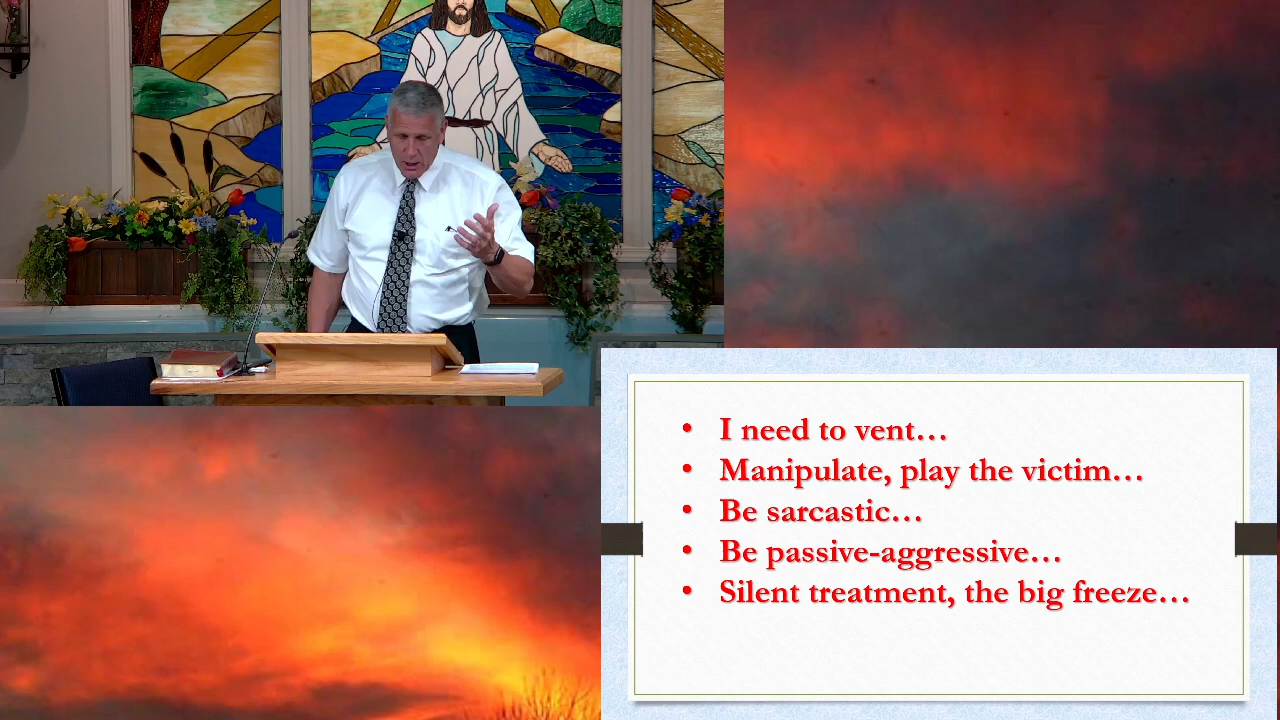 • I need to vent…
• Manipulate, play the victim…
• Be sarcastic…
• Be passive-aggressive…
• Silent treatment, the big freeze…